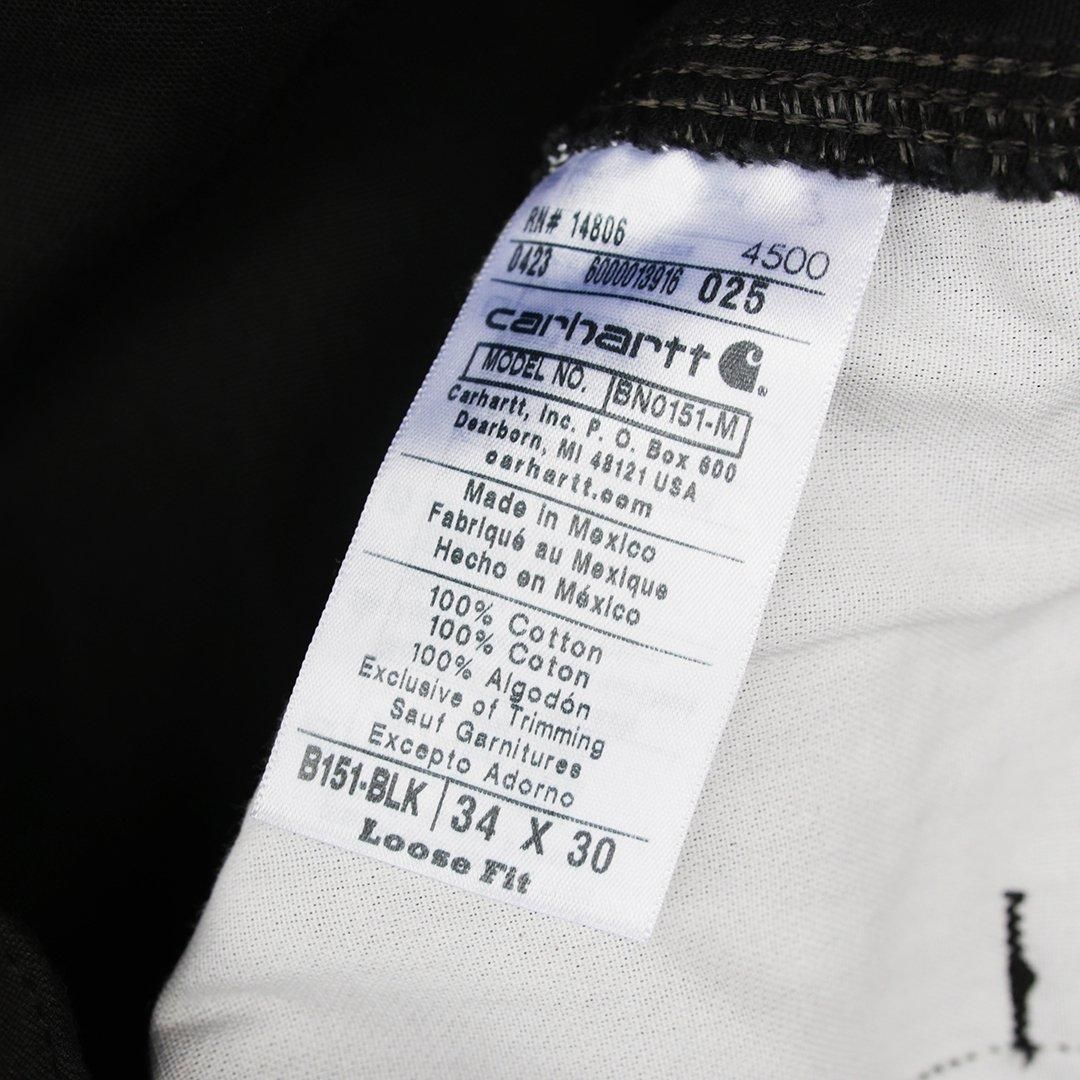 RN# 14806 4500
0423 6000013916 025
carhartt
MODEL NO. BN0151-M
Carhartt, Inc. P. O. Box 600
Dearborn, MI 48121 USA
carhartt.com
Made in Mexico
Fabriqué au Mexique
Hecho en México
100% Cotton
100% Coton
100% Algodón
Exclusive of Trimming
Sauf Garnitures
Excepto Adorno
B151-BLK 34 X 30
Loose Fit